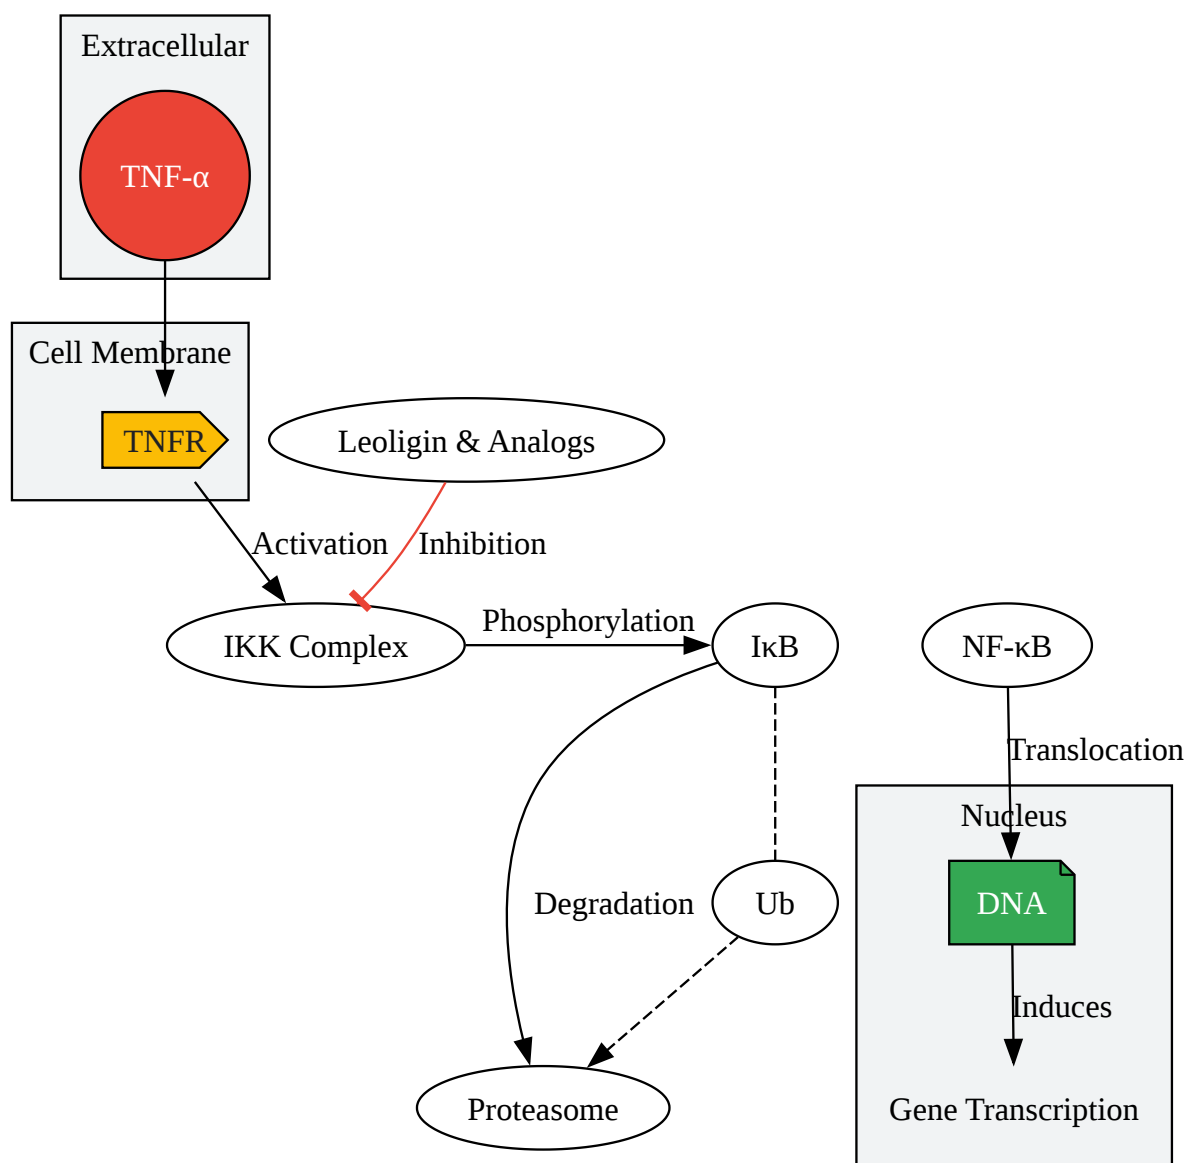 Extracellular
TNF-α
Cell Membrane
TNFR
Leoligin & Analogs
Activation
Inhibition
IKK Complex
Phosphorylation
IκB
NF-κB
Translocation
Nucleus
Degradation
Ub
DNA
Induces
Proteasome
Gene Transcription